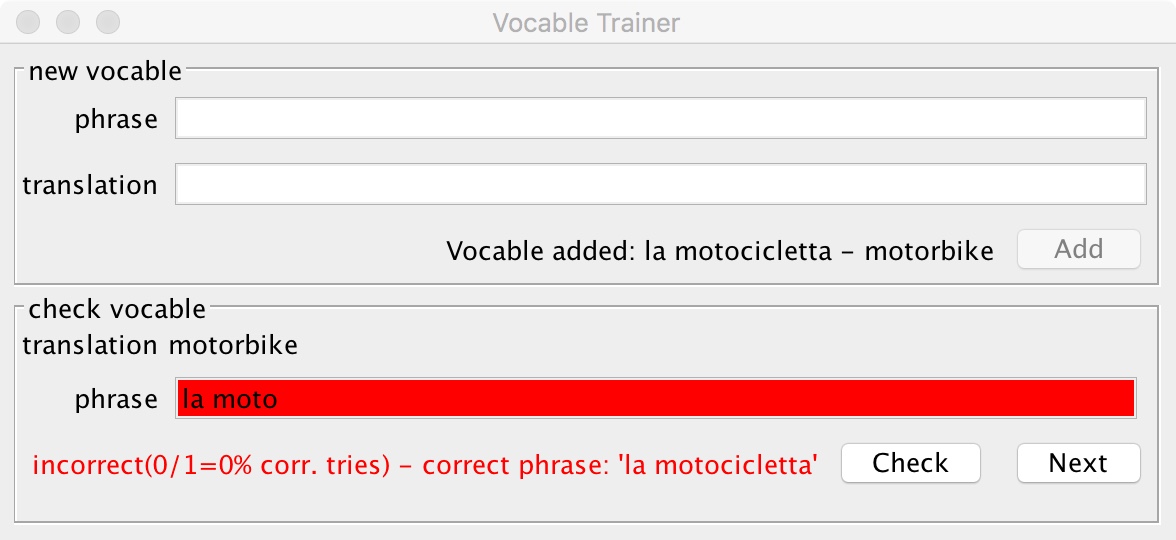 Vocable Trainer
new vocable
phrase
translation
Vocable added: la motocicletta - motorbike Add
check vocable
translation motorbike
phrase la moto
incorrect(0/1=0% corr. tries) - correct phrase: 'la motocicletta' Check Next